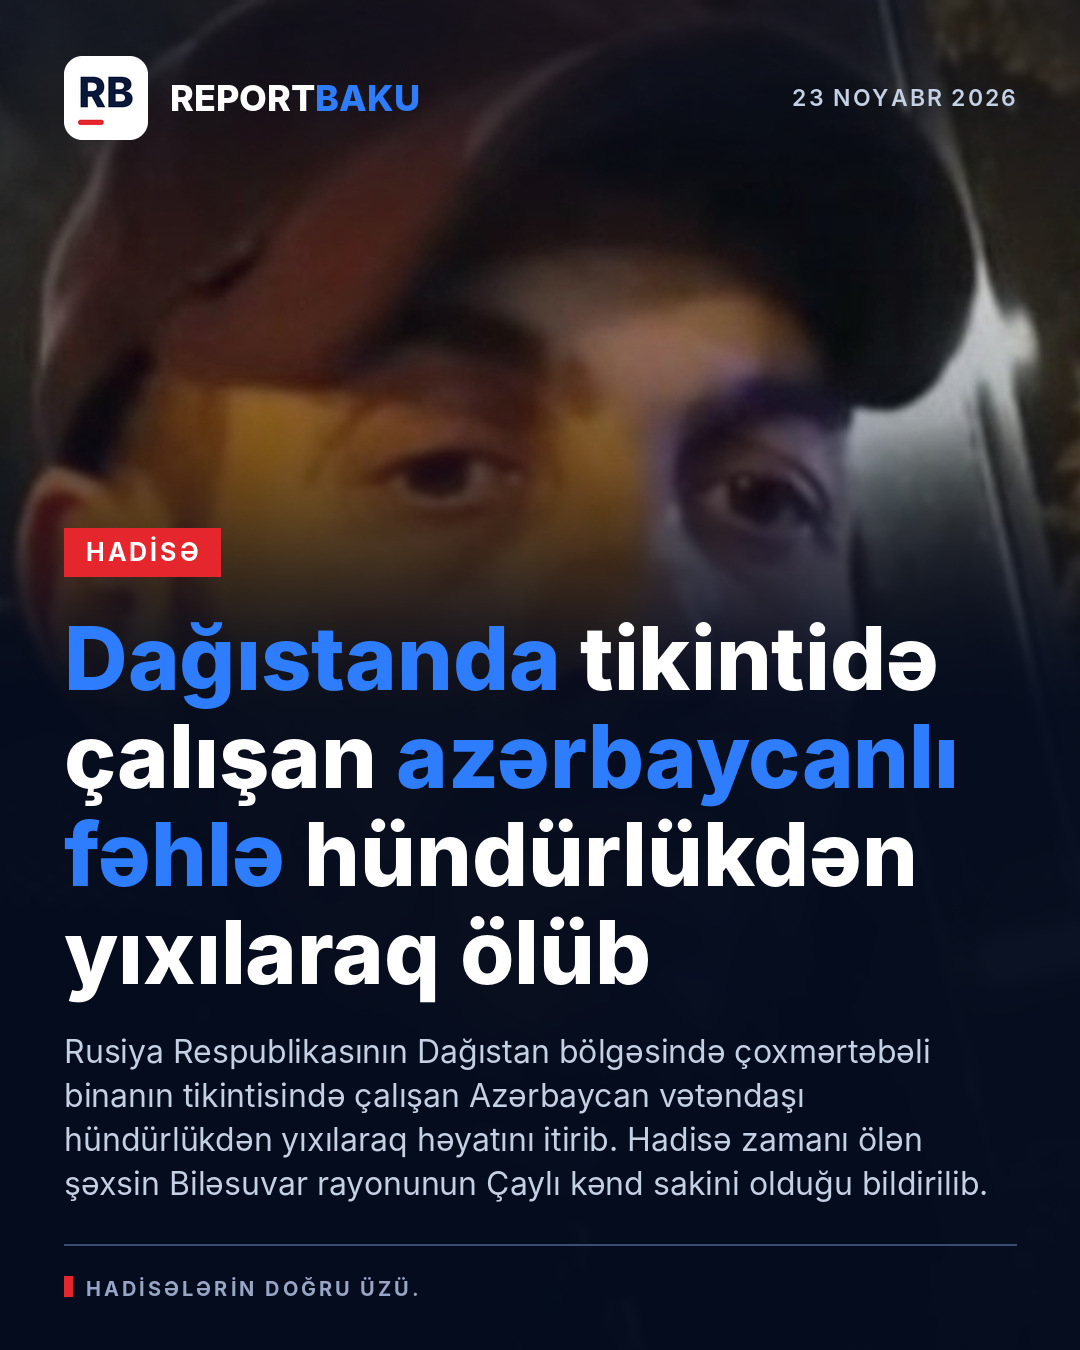 RB
REPORTBAKU
23 NOYABR 2026
HADİSƏ
Dağıstanda tikintidə
çalışan azərbaycanlı
fəhlə hündürlükdən
yıxılaraq ölüb
Rusiya Respublikasının Dağıstan bölgəsində çoxmərtəbəli
binanın tikintisində çalışan Azərbaycan vətəndaşı
hündürlükdən yıxılaraq həyatını itirib. Hadisə zamanı ölən
şəxsin Biləsuvar rayonunun Çaylı kənd sakini olduğu bildirilib.
HADİSƏLƏRİN DOĞRU ÜZÜ.